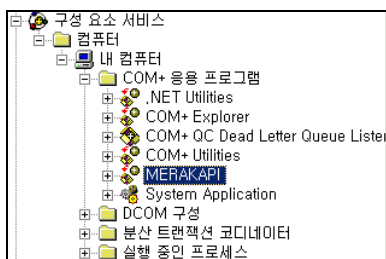 구성 요소 서비스
컴퓨터
내 컴퓨터
COM+ 응용 프로그램
.NET Utilities
COM+ Explorer
COM+ QC Dead Letter Queue Liste
COM+ Utilities
MERAKAPI
System Application
DCOM 구성
분산 트랜잭션 코디네이터
실행 중인 프로세스